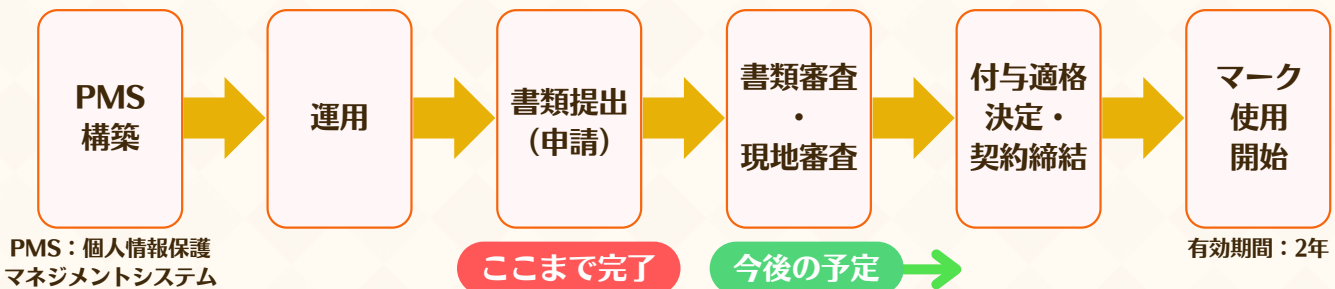 PMS
構築
運用
書類提出
（申請）
書類審査
・
現地審査
付与適格
決定・
契約締結
マーク
使用
開始
PMS：個人情報保護
マネジメントシステム
ここまで完了
今後の予定
有効期間：2年